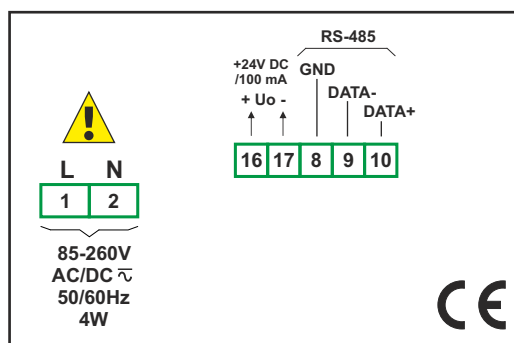 RS-485
+24V DC
/100 mA
GND
+ Uo -
DATA-
DATA+
16 17 8 9 10
L N
1 2
85-260V
AC/DC ⏦
50/60Hz
4W
CE